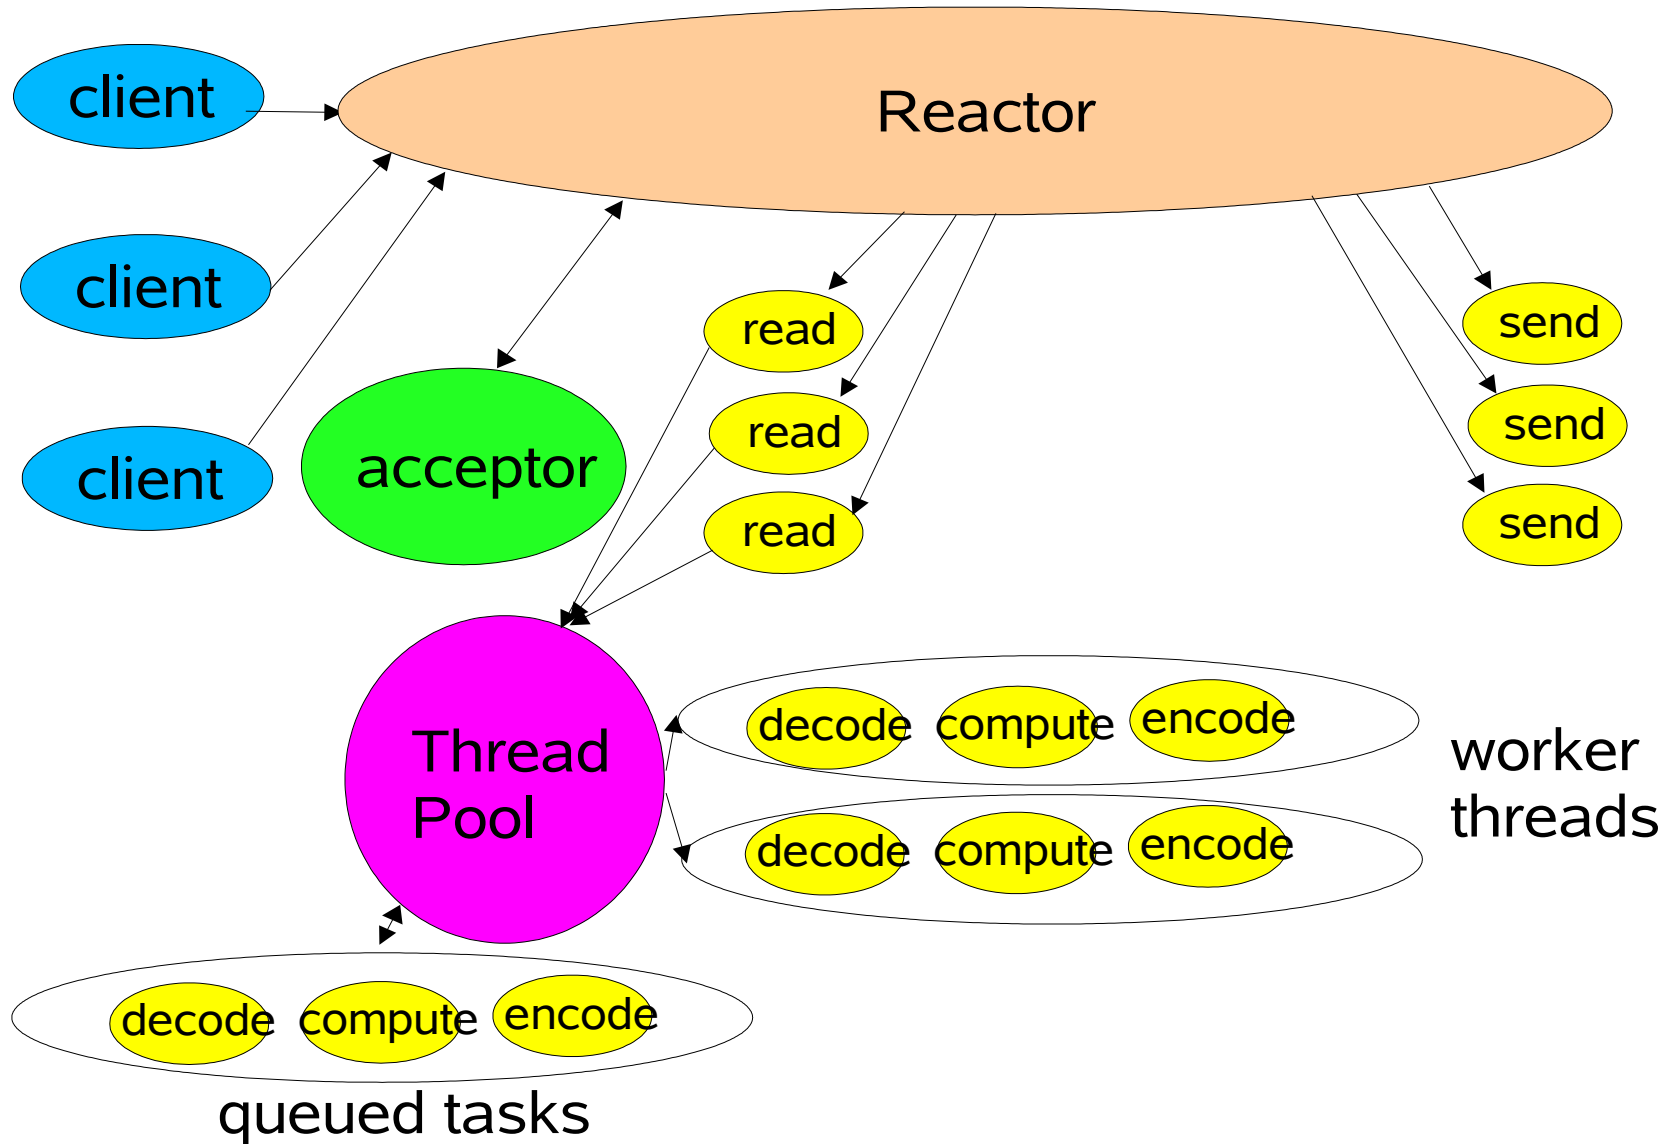 client
Reactor
client
client
acceptor
read
read
read
send
send
send
Thread
Pool
decode compute encode
decode compute encode
worker
threads
decode compute encode
queued tasks